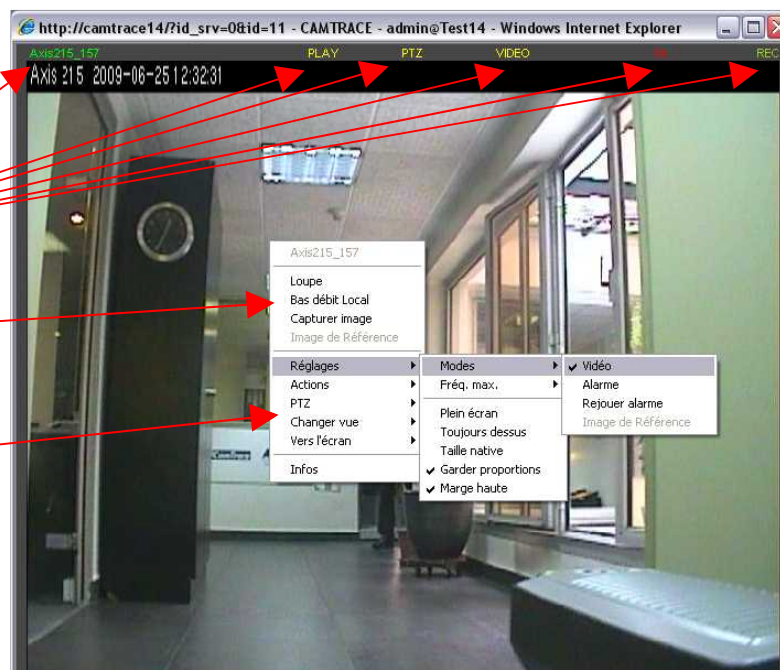 http://camtrace14/?id_srv=0&id=11 - CAMTRACE - admin@Test14 - Windows Internet Explorer
Axis215_157 PLAY PTZ VIDEO REC
Axis 215 2009-06-25 12:32:31
Axis215_157
Loupe
Bas débit Local
Capturer image
Image de Référence
Réglages
Actions
PTZ
Changer vue
Vers l'écran
Infos
Modes
Fréq. max.
Plein écran
Toujours dessus
Taille native
Garder proportions
Marge haute
Vidéo
Alarme
Rejouer alarme
Image de Référence